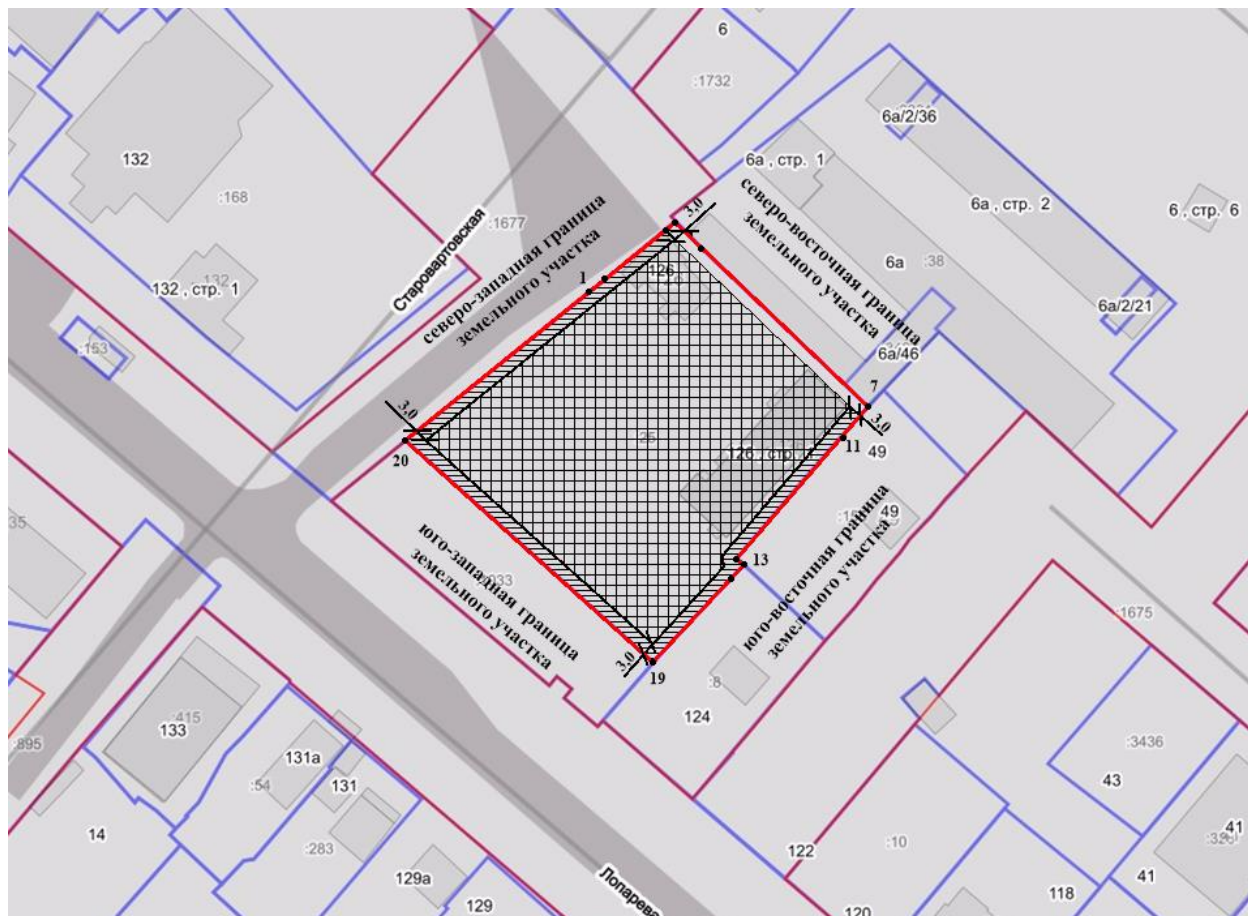 6
:1732
6а/2/36
132
6а , стр. 1
:168
северо-восточная граница
земельного участка
6а , стр. 2
6 , стр. 6
3,0
:1677
северо-западная граница
земельного участка
Старовартовская
6а
:38
132 , стр. 1
1
126
6а/2/21
:153
6а/46
7
3,0
3,0
11
49
20
:25
126 , стр.
49
35
юго-западная граница
земельного участка
юго-восточная граница
земельного участка
13
:1675
3,0
19
:8
124
:415
133
:895
131а
:54
131
:3436
43
14
:283
122
:10
41
129а
41
Лопарева
118
129
120